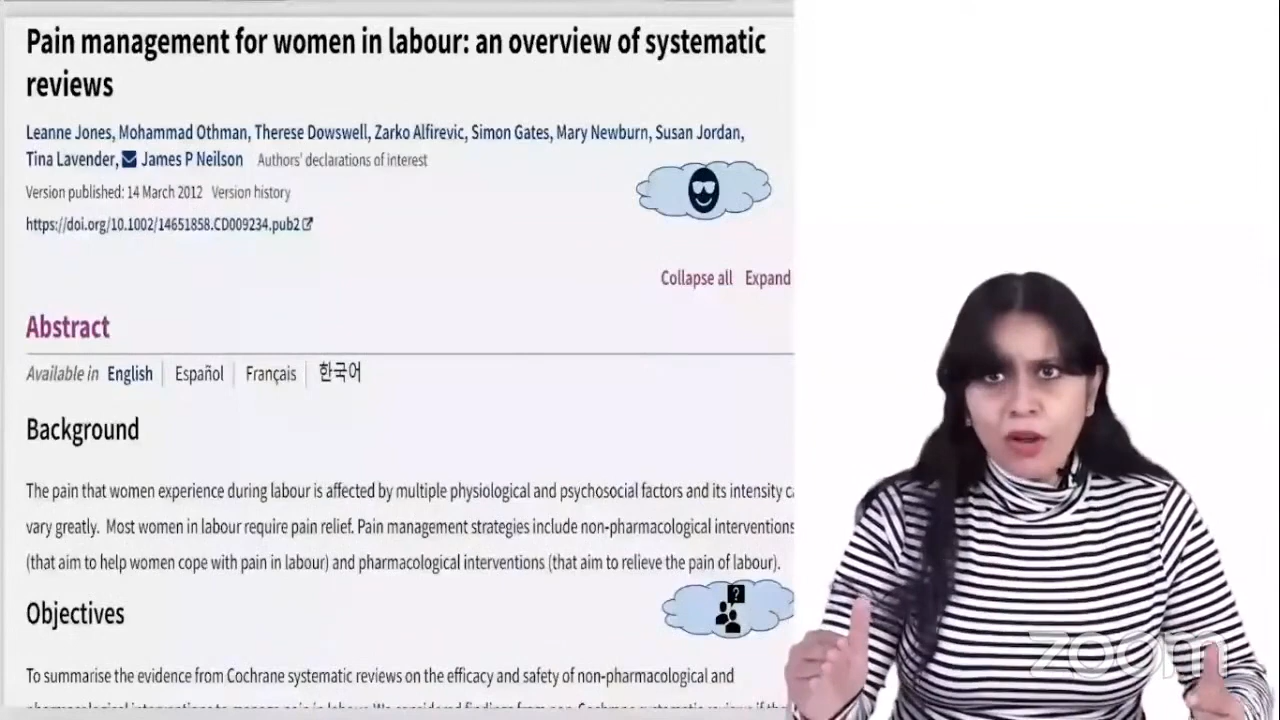 Pain management for women in labour: an overview of systematic
reviews
Leanne Jones, Mohammad Othman, Therese Dowswell, Zarko Alfirevic, Simon Gates, Mary Newburn, Susan Jordan,
Tina Lavender, James P Neilson Authors' declarations of interest
Version published: 14 March 2012 Version history
https://doi.org/10.1002/14651858.CD009234.pub2
Collapse all Expand
Abstract
Available in English Español Français 한국어
Background
The pain that women experience during labour is affected by multiple physiological and psychosocial factors and its intensity
vary greatly. Most women in labour require pain relief. Pain management strategies include non-pharmacological interventions
(that aim to help women cope with pain in labour) and pharmacological interventions (that aim to relieve the pain of labour).
?
Objectives
To summarise the evidence from Cochrane systematic reviews on the efficacy and safety of non-pharmacological and
zoom